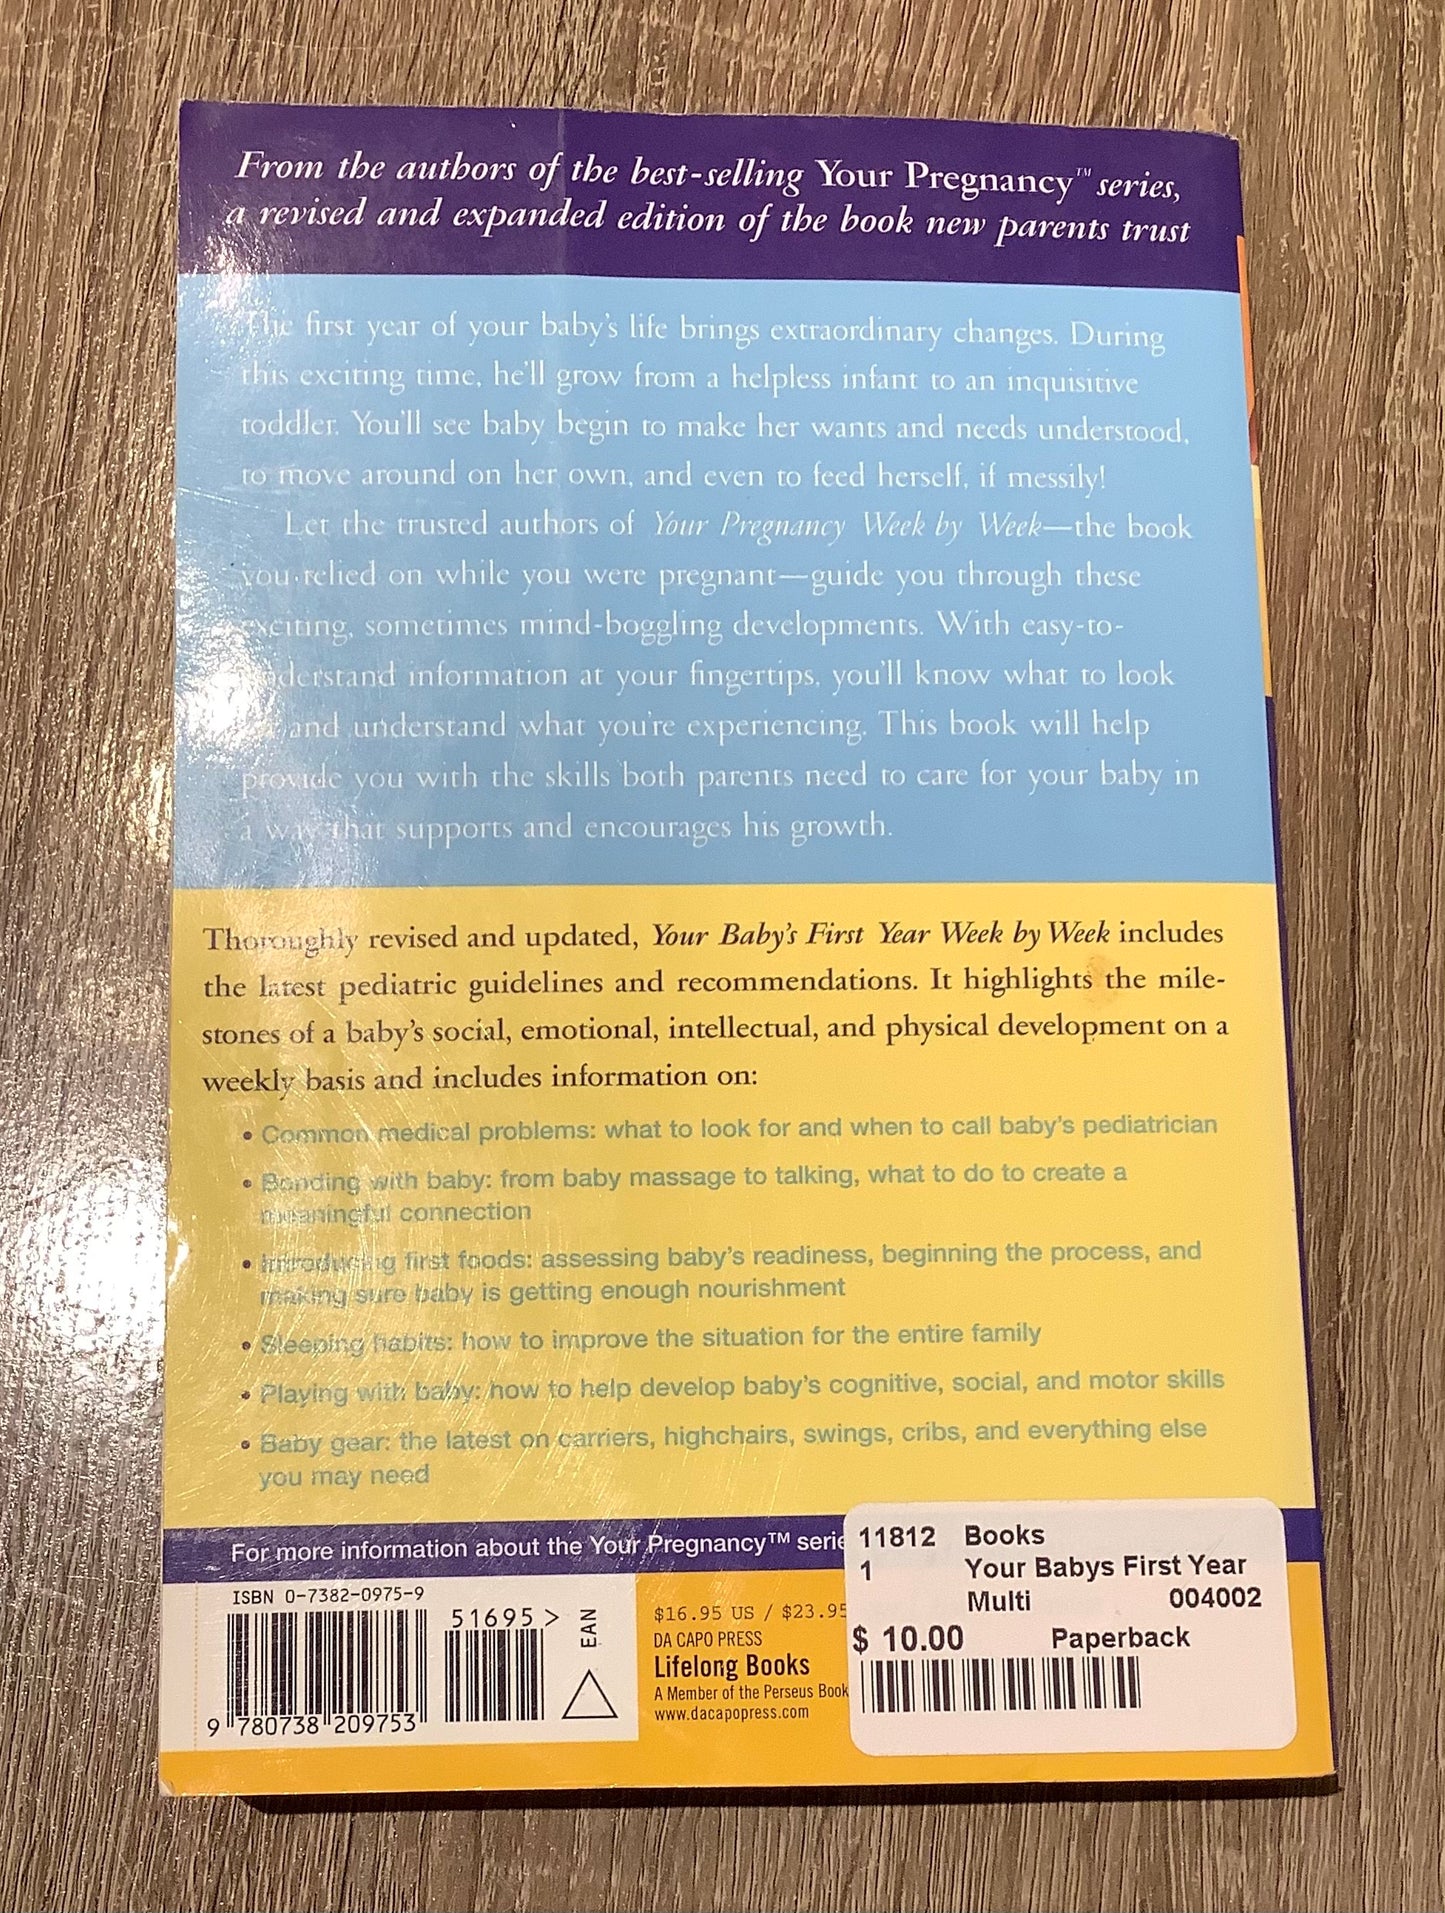 From the authors of the best-selling Your Pregnancy™ series,
a revised and expanded edition of the book new parents trust
The first year of your baby's life brings extraordinary changes. During
this exciting time, he'll grow from a helpless infant to an inquisitive
toddler. You'll see baby begin to make her wants and needs understood,
to move around on her own, and even to feed herself, if messily!
Let the trusted authors of Your Pregnancy Week by Week—the book
you relied on while you were pregnant—guide you through these
exciting, sometimes mind-boggling developments. With easy-to-
understand information at your fingertips, you'll know what to look
and understand what you're experiencing. This book will help
provide you with the skills both parents need to care for your baby in
a way that supports and encourages his growth.
Thoroughly revised and updated, Your Baby's First Year Week by Week includes
the latest pediatric guidelines and recommendations. It highlights the mile-
stones of a baby's social, emotional, intellectual, and physical development on a
weekly basis and includes information on:
• Common medical problems: what to look for and when to call baby's pediatrician
• Bonding with baby: from baby massage to talking, what to do to create a
meaningful connection
• Introducing first foods: assessing baby's readiness, beginning the process, and
making sure baby is getting enough nourishment
• Sleeping habits: how to improve the situation for the entire family
• Playing with baby: how to help develop baby's cognitive, social, and motor skills
• Baby gear: the latest on carriers, highchairs, swings, cribs, and everything else
you may need
For more information about the Your Pregnancy™ serie
ISBN 0-7382-0975-9
51695>
EAN
9 780738 209753
$16.95 US / $23.95
DA CAPO PRESS
Lifelong Books
A Member of the Perseus Book
www.dacapopress.com
11812 Books
1 Your Babys First Year
Multi 004002
$ 10.00 Paperback